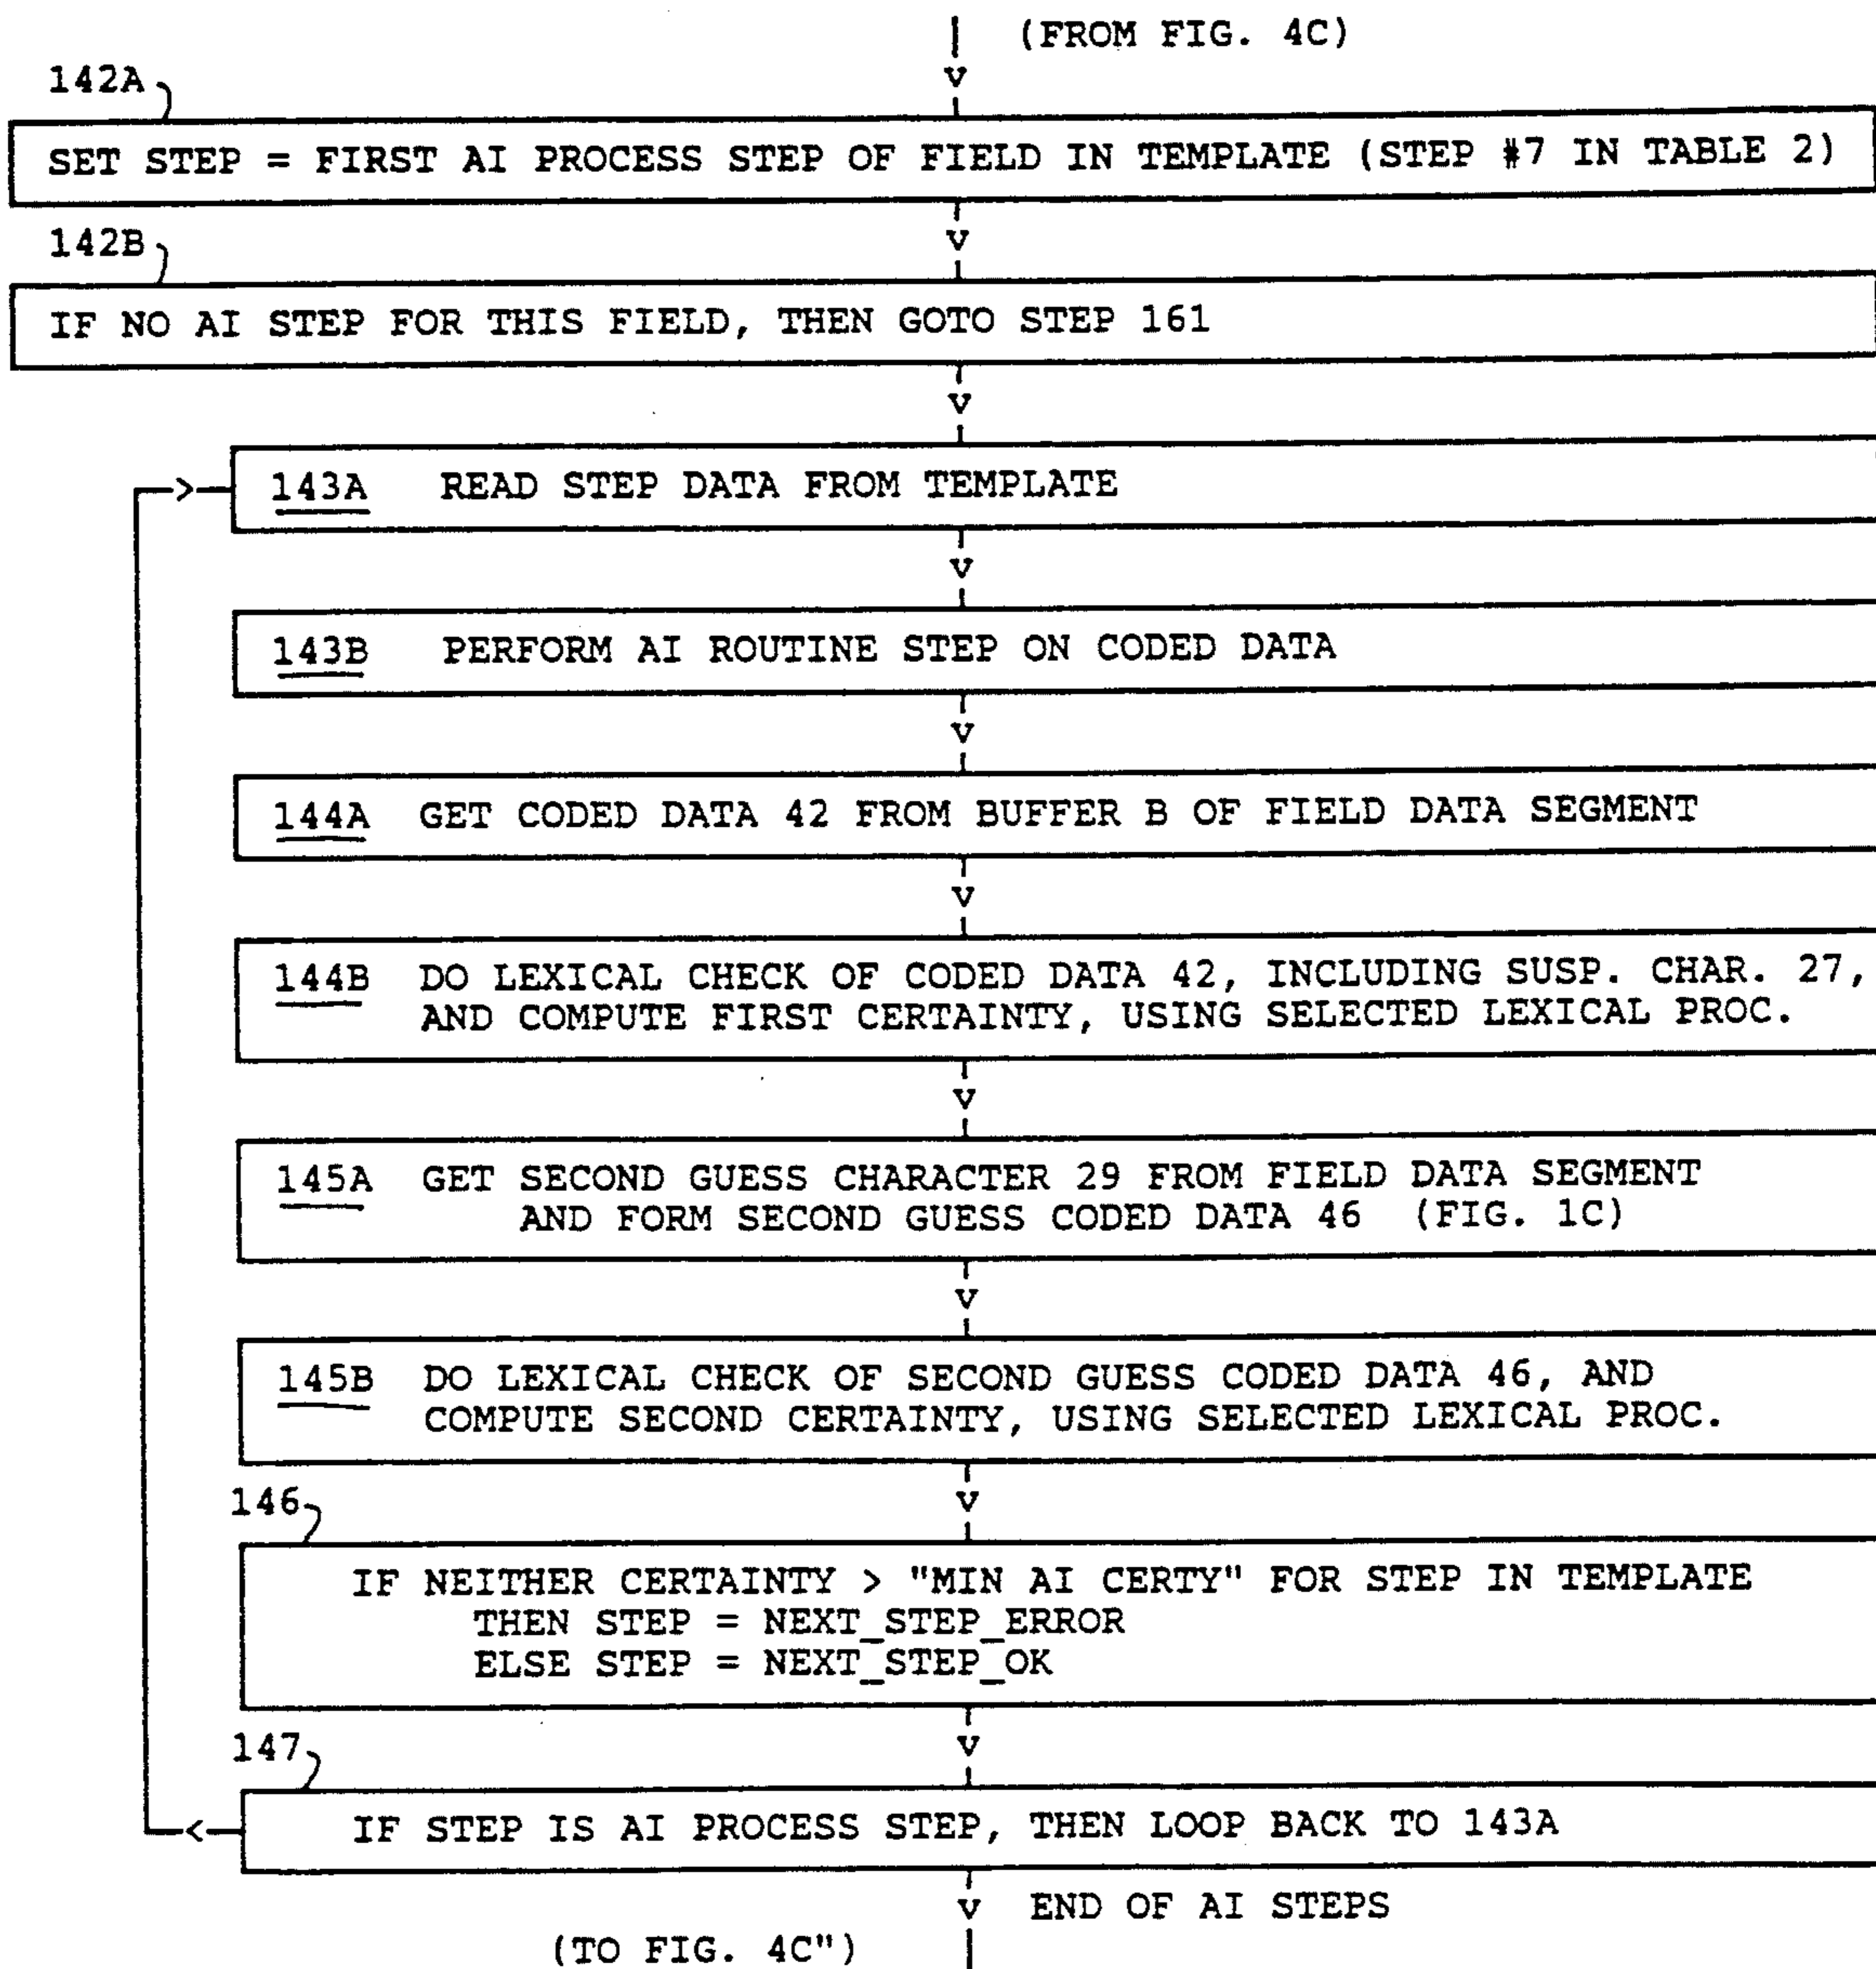 (FROM FIG. 4C)
142A
SET STEP = FIRST AI PROCESS STEP OF FIELD IN TEMPLATE (STEP #7 IN TABLE 2)
142B
IF NO AI STEP FOR THIS FIELD, THEN GOTO STEP 161
143A READ STEP DATA FROM TEMPLATE
143B PERFORM AI ROUTINE STEP ON CODED DATA
144A GET CODED DATA 42 FROM BUFFER B OF FIELD DATA SEGMENT
144B DO LEXICAL CHECK OF CODED DATA 42, INCLUDING SUSP. CHAR. 27,
AND COMPUTE FIRST CERTAINTY, USING SELECTED LEXICAL PROC.
145A GET SECOND GUESS CHARACTER 29 FROM FIELD DATA SEGMENT
AND FORM SECOND GUESS CODED DATA 46 (FIG. 1C)
145B DO LEXICAL CHECK OF SECOND GUESS CODED DATA 46, AND
COMPUTE SECOND CERTAINTY, USING SELECTED LEXICAL PROC.
146
IF NEITHER CERTAINTY > "MIN AI CERTY" FOR STEP IN TEMPLATE
THEN STEP = NEXT_STEP_ERROR
ELSE STEP = NEXT_STEP_OK
147
IF STEP IS AI PROCESS STEP, THEN LOOP BACK TO 143A
END OF AI STEPS
(TO FIG. 4C")